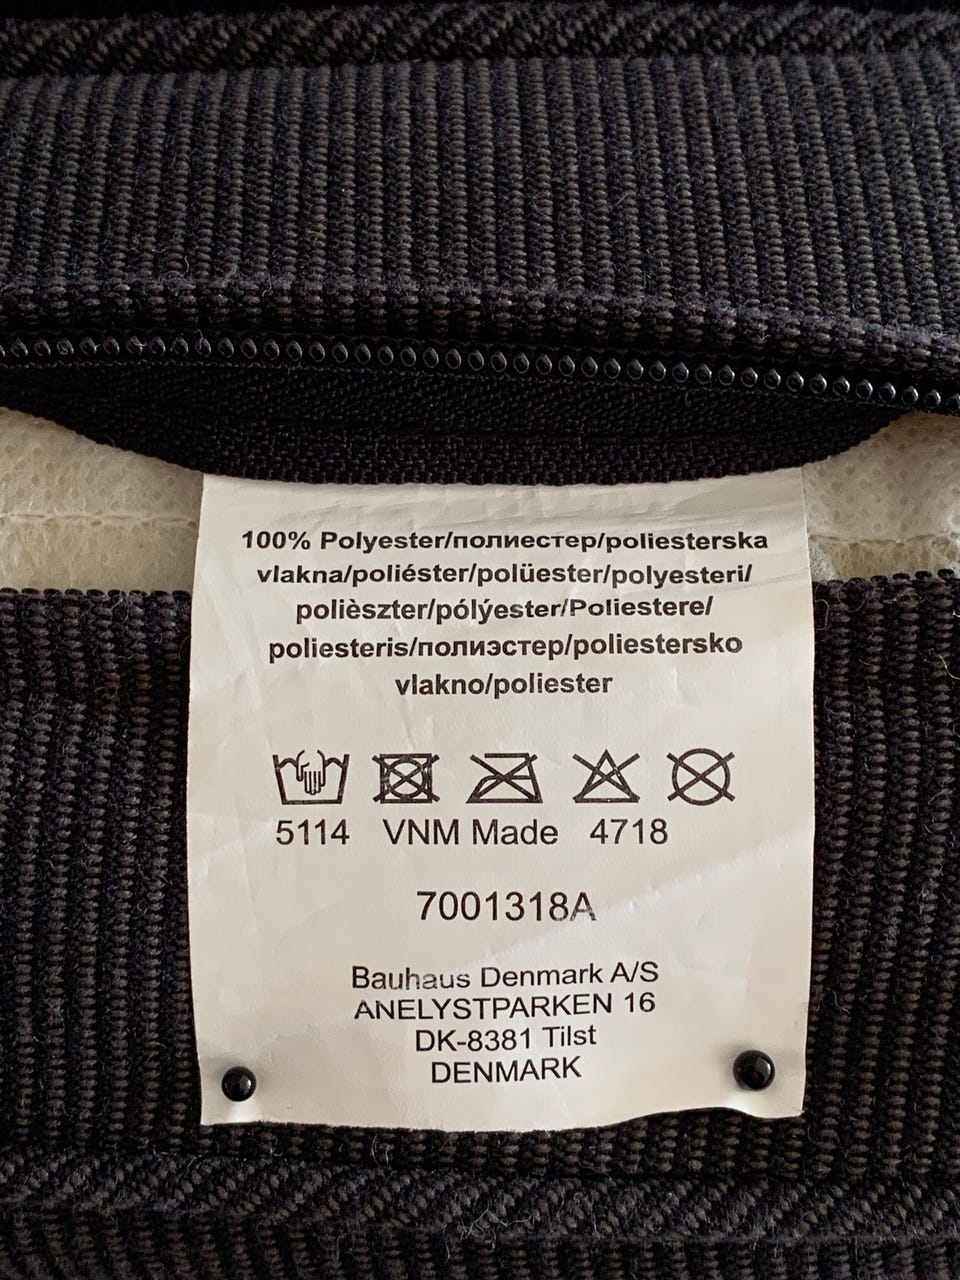 100% Polyester/полиестер/poliesterska
vlakna/poliéster/polüester/polyesteri/
polièszter/pólýester/Poliestere/
poliesteris/полиэстер/poliestersko
vlakno/poliester
5114 VNM Made 4718
7001318A
Bauhaus Denmark A/S
ANELYSTPARKEN 16
DK-8381 Tilst
DENMARK